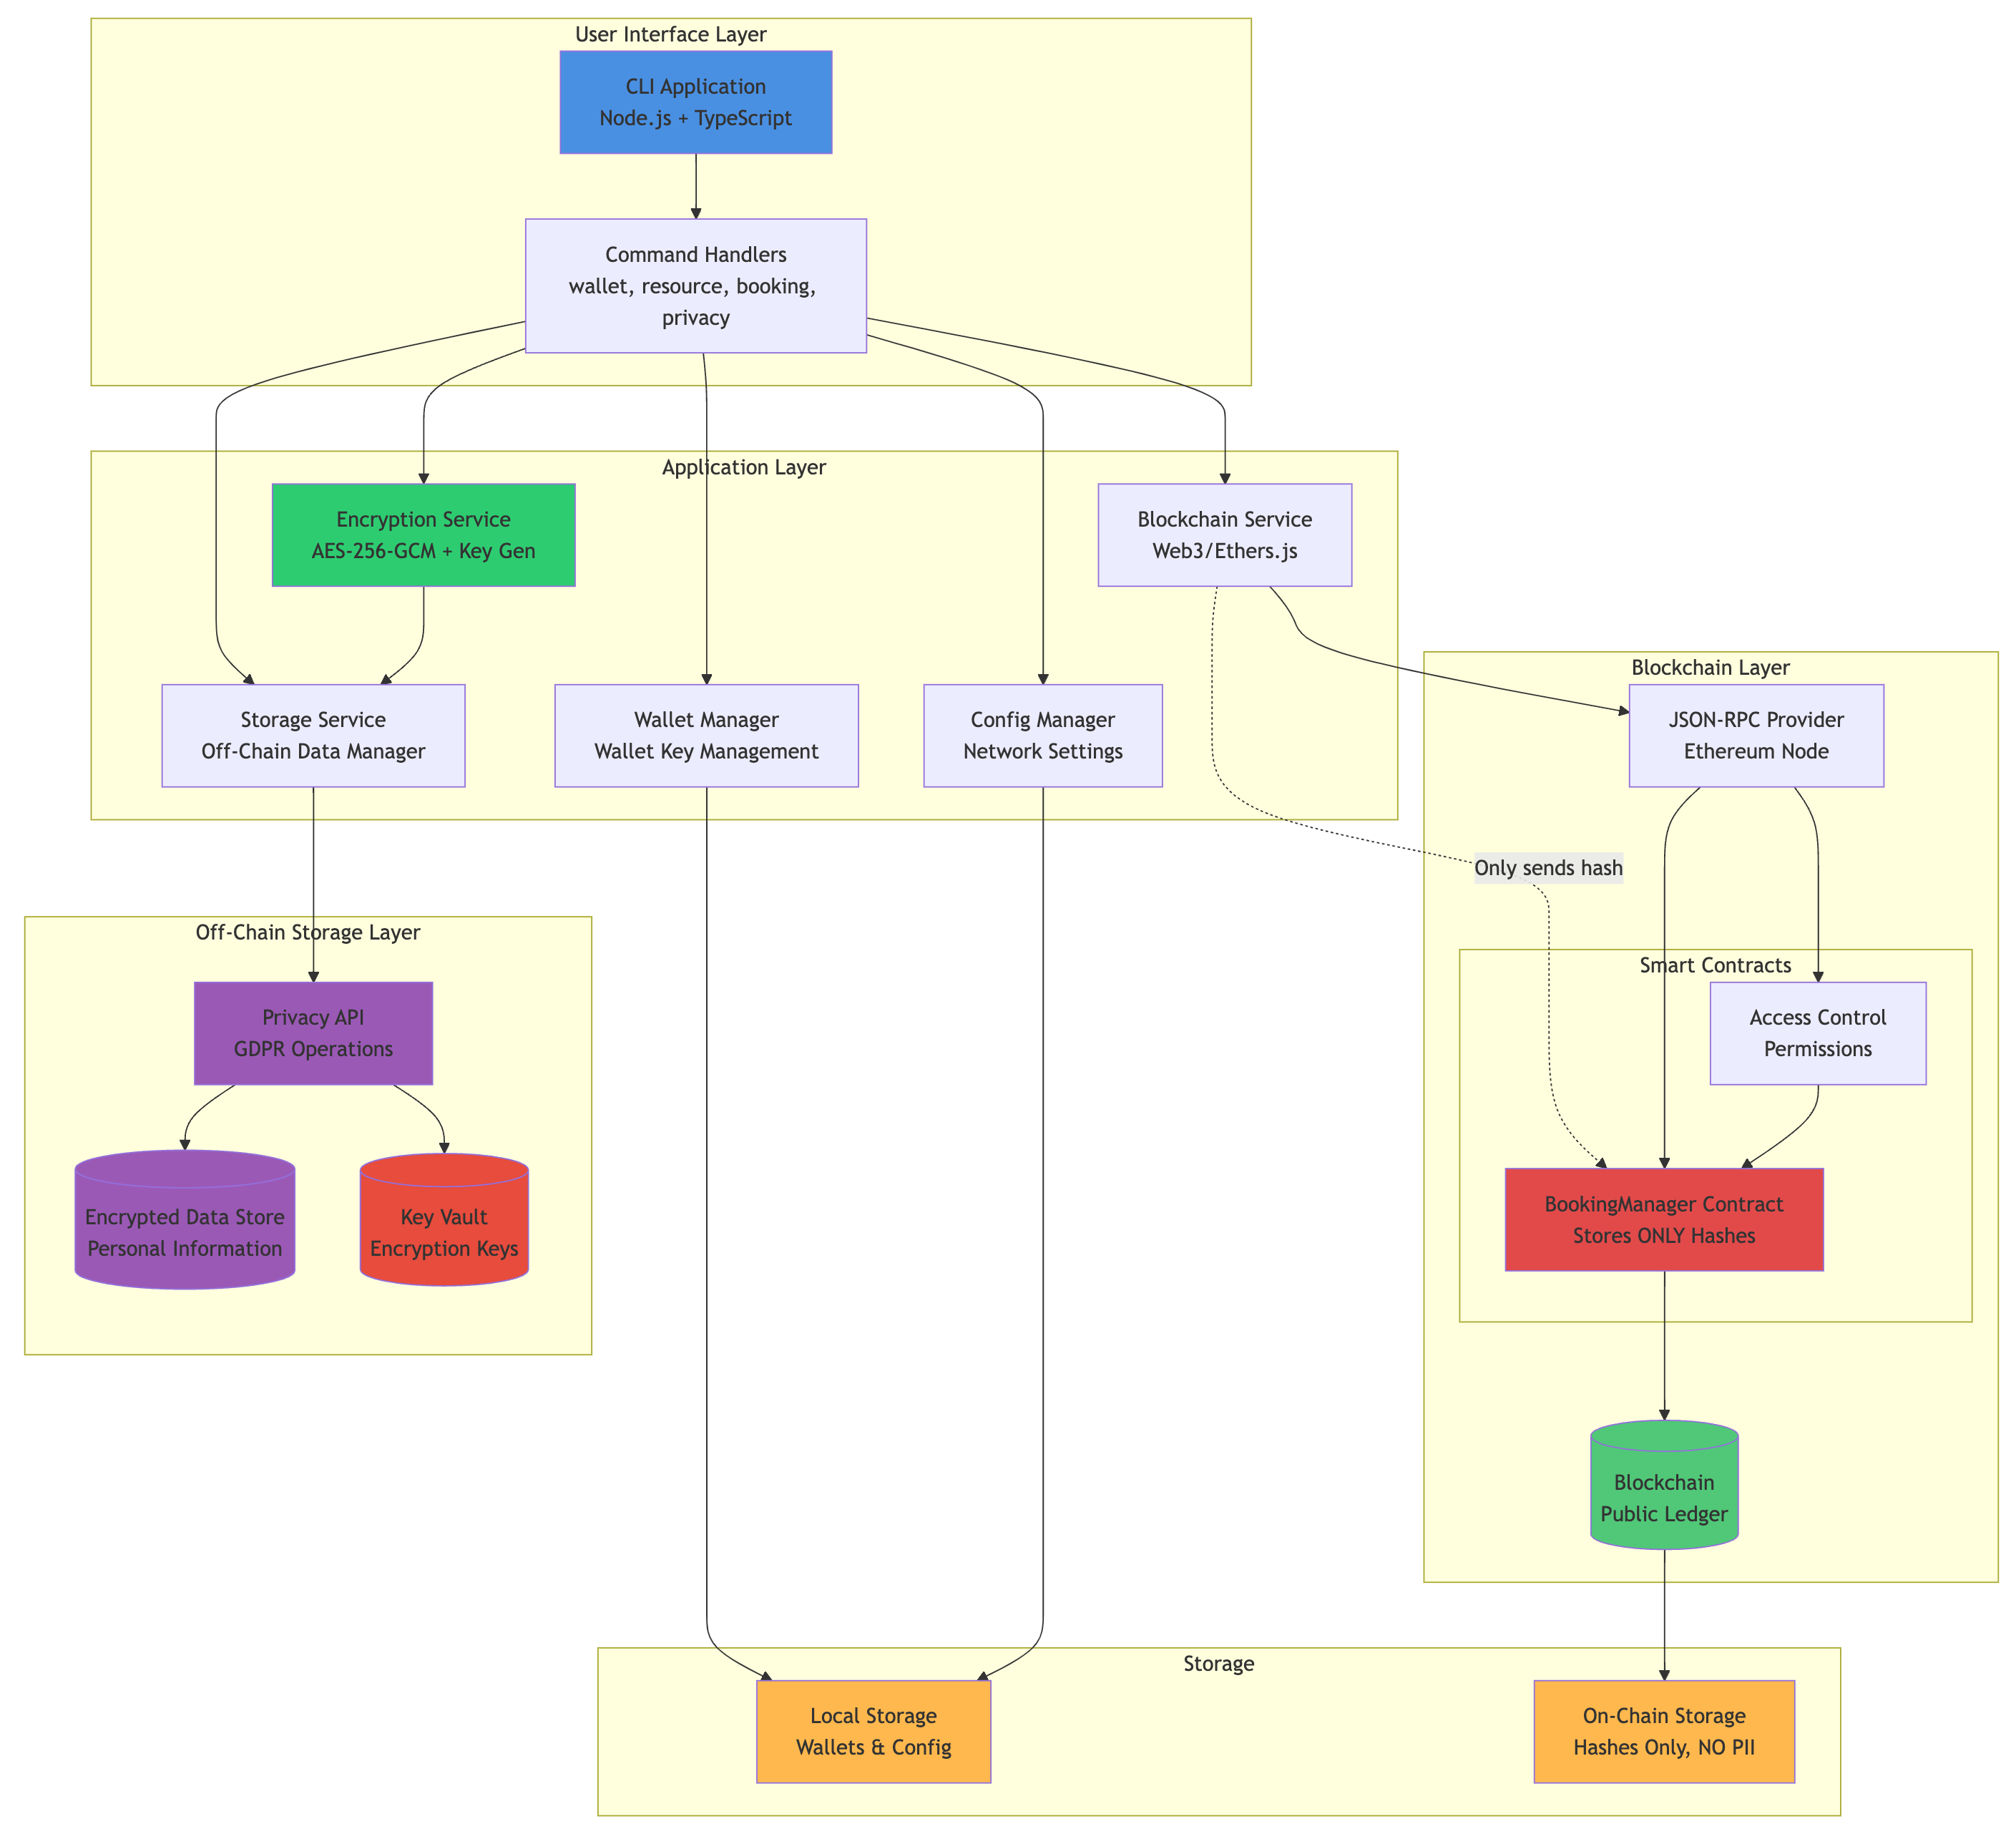 User Interface Layer
CLI Application
Node.js + TypeScript
Command Handlers
wallet, resource, booking,
privacy
Application Layer
Encryption Service
AES-256-GCM + Key Gen
Blockchain Service
Web3/Ethers.js
Storage Service
Off-Chain Data Manager
Wallet Manager
Wallet Key Management
Config Manager
Network Settings
Blockchain Layer
JSON-RPC Provider
Ethereum Node
Only sends hash
Off-Chain Storage Layer
Privacy API
GDPR Operations
Encrypted Data Store
Personal Information
Key Vault
Encryption Keys
Smart Contracts
Access Control
Permissions
BookingManager Contract
Stores ONLY Hashes
Blockchain
Public Ledger
Storage
Local Storage
Wallets & Config
On-Chain Storage
Hashes Only, NO PII